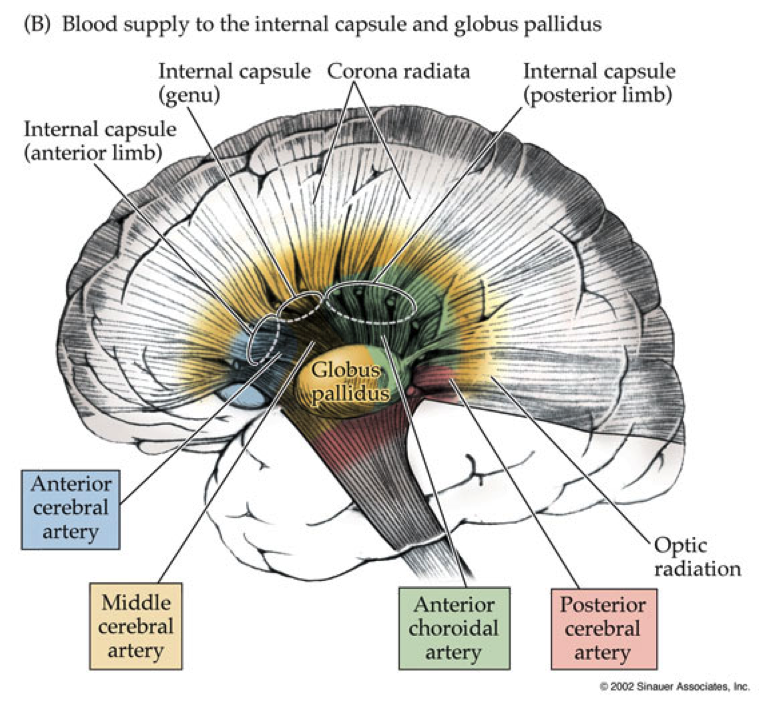 (B) Blood supply to the internal capsule and globus pallidus
Internal capsule
(genu)
Corona radiata
Internal capsule
(posterior limb)
Internal capsule
(anterior limb)
Globus
pallidus
Anterior
cerebral
artery
Optic
radiation
Middle
cerebral
artery
Anterior
choroidal
artery
Posterior
cerebral
artery
© 2002 Sinauer Associates, Inc.